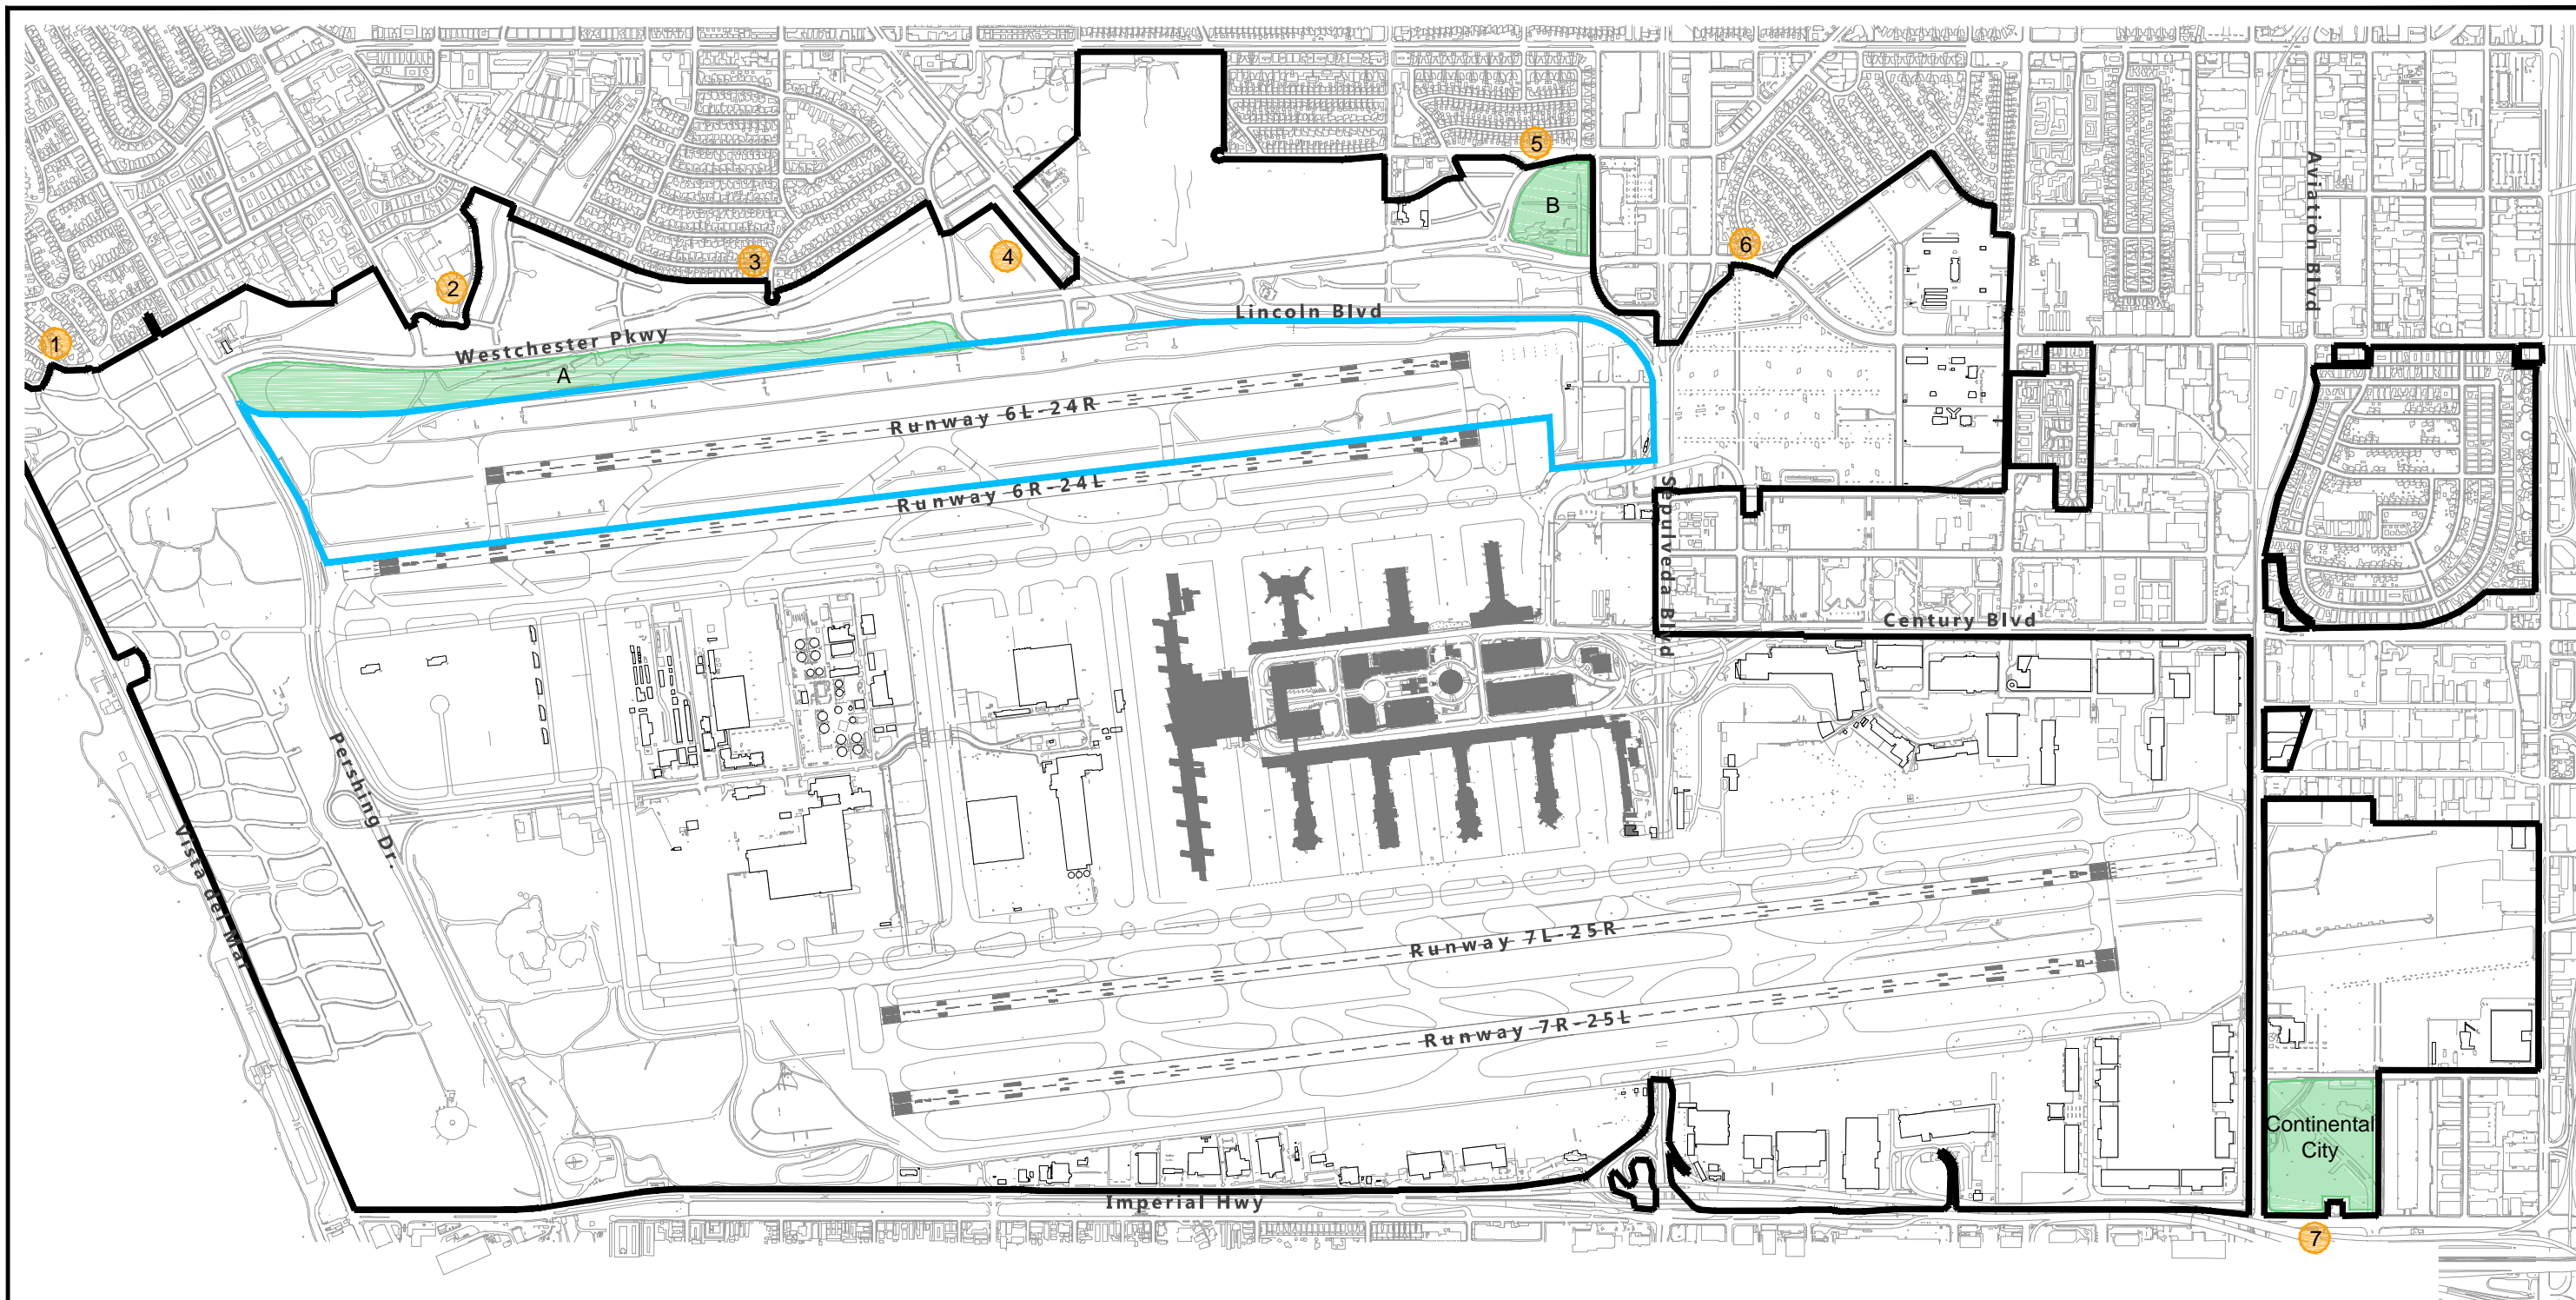 5
B
6
4
3
2
1
Aviation Blvd
Lincoln Blvd
Westchester Pkwy
A
Runway 6L-24R
Runway 6R-24L
Sepulveda Blvd
Century Blvd
Pershing Dr.
Vista del Mar
Runway 7L-25R
Runway 7R-25L
Continental
City
Imperial Hwy
7